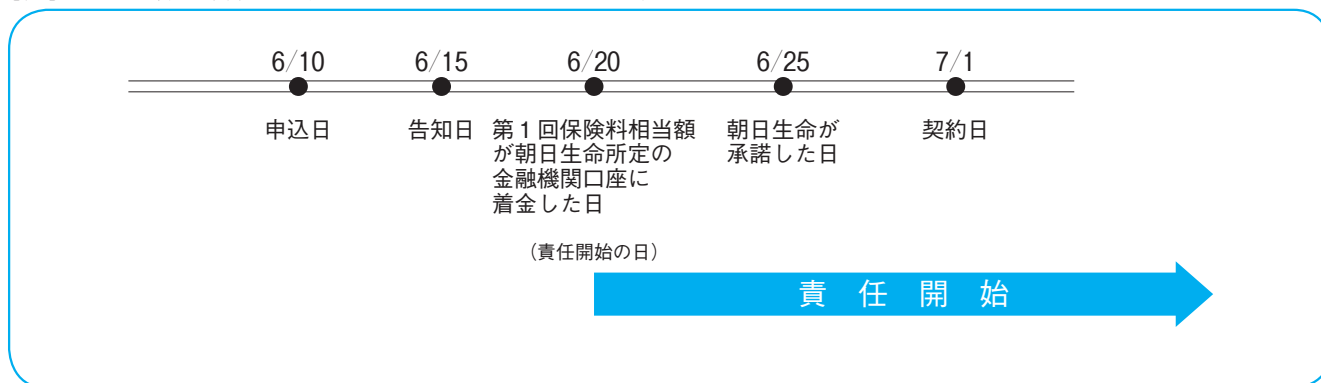 6/10 6/15 6/20 6/25 7/1
申込日 告知日 第1回保険料相当額 朝日生命が 契約日
が朝日生命所定の 承諾した日
金融機関口座に
着金した日
(責任開始の日)
責任開始